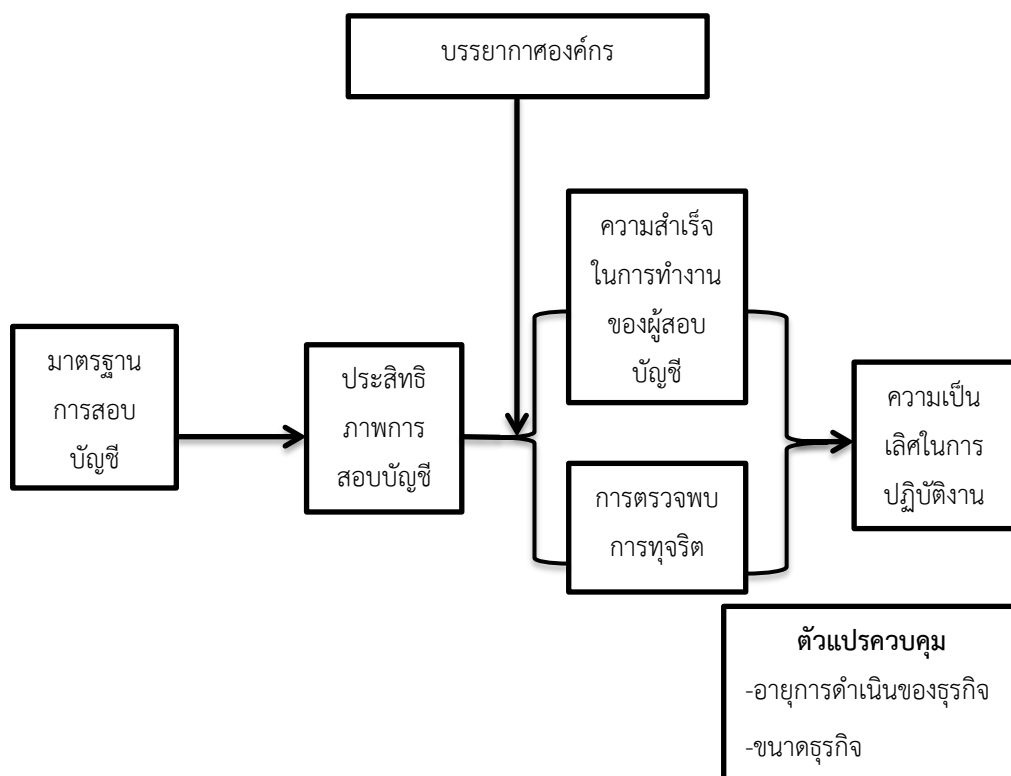 บรรยากาศองค์กร
ความสำเร็จ
ในการทำงาน
ของผู้สอบ
บัญชี
มาตรฐาน
การสอบ
บัญชี
ประสิทธิ
ภาพการ
สอบบัญชี
ความเป็น
เลิศในการ
ปฏิบัติงาน
การตรวจพบ
การทุจริต
ตัวแปรควบคุม
-อายุการดำเนินของธุรกิจ
-ขนาดธุรกิจ